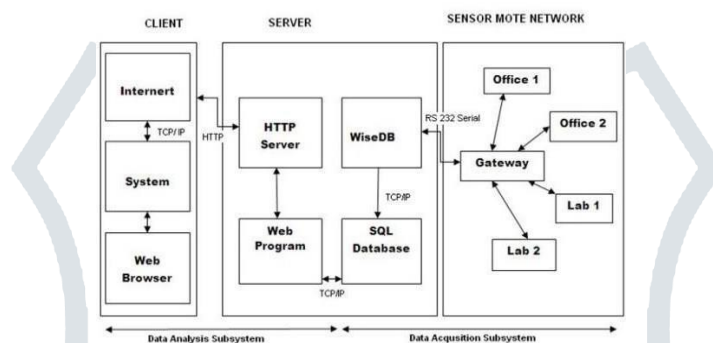 CLIENT
SERVER
SENSOR MOTE NETWORK
Internert
TCP/ IP
System
Web
Browser
HTTP
HTTP
Server
Web
Program
TCP/IP
WiseDB
TCP/IP
SQL
Database
RS 232 Serial
Gateway
Office 1
Office 2
Lab 1
Lab 2
Data Analysis Subsystem
Data Acqusition Subsystem